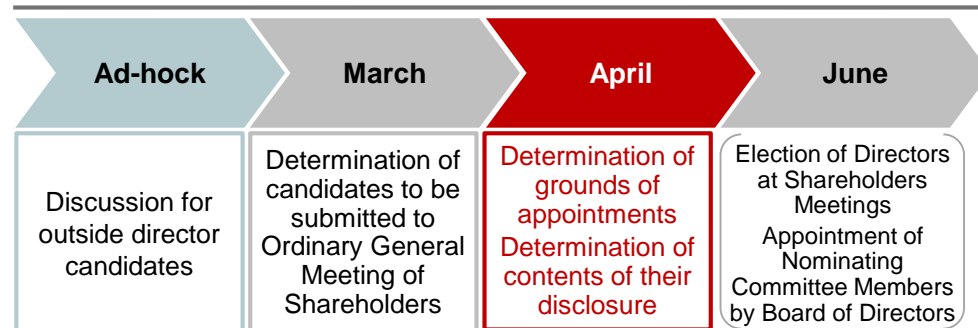 Ad-hock
March
April
June
Discussion for
outside director
candidates
Determination of
candidates to be
submitted to
Ordinary General
Meeting of
Shareholders
Determination of
grounds of
appointments
Determination of
contents of their
disclosure
Election of Directors
at Shareholders
Meetings
Appointment of
Nominating
Committee Members
by Board of Directors